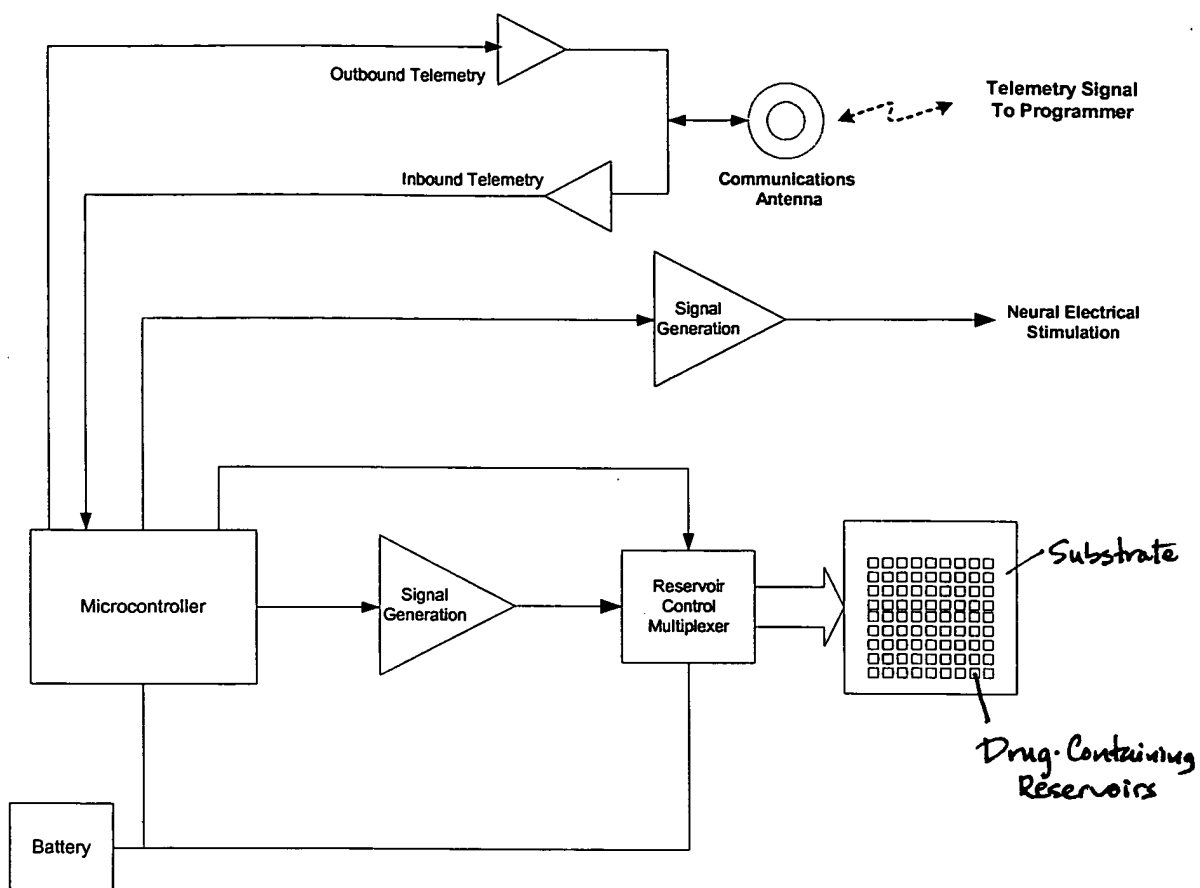 Outbound Telemetry
Telemetry Signal
To Programmer
Inbound Telemetry
Communications
Antenna
Signal
Generation
Neural Electrical
Stimulation
Microcontroller
Signal
Generation
Reservoir
Control
Multiplexer
Substrate
Drug-Containing
Reservoirs
Battery